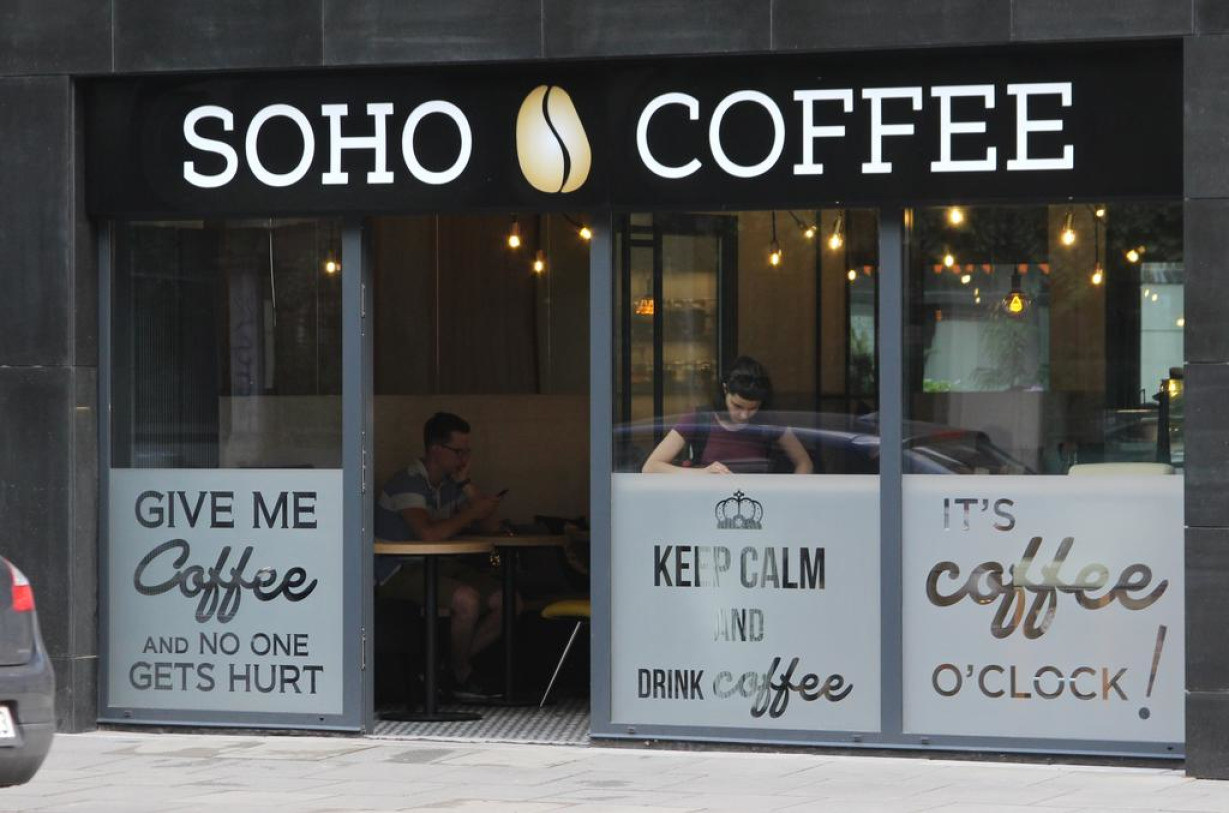 SOHO COFFEE
GIVE ME
Coffee
AND NO ONE
GETS HURT
KEEP CALM
AND
DRINK coffee
IT'S
coffee
O'CLOCK!